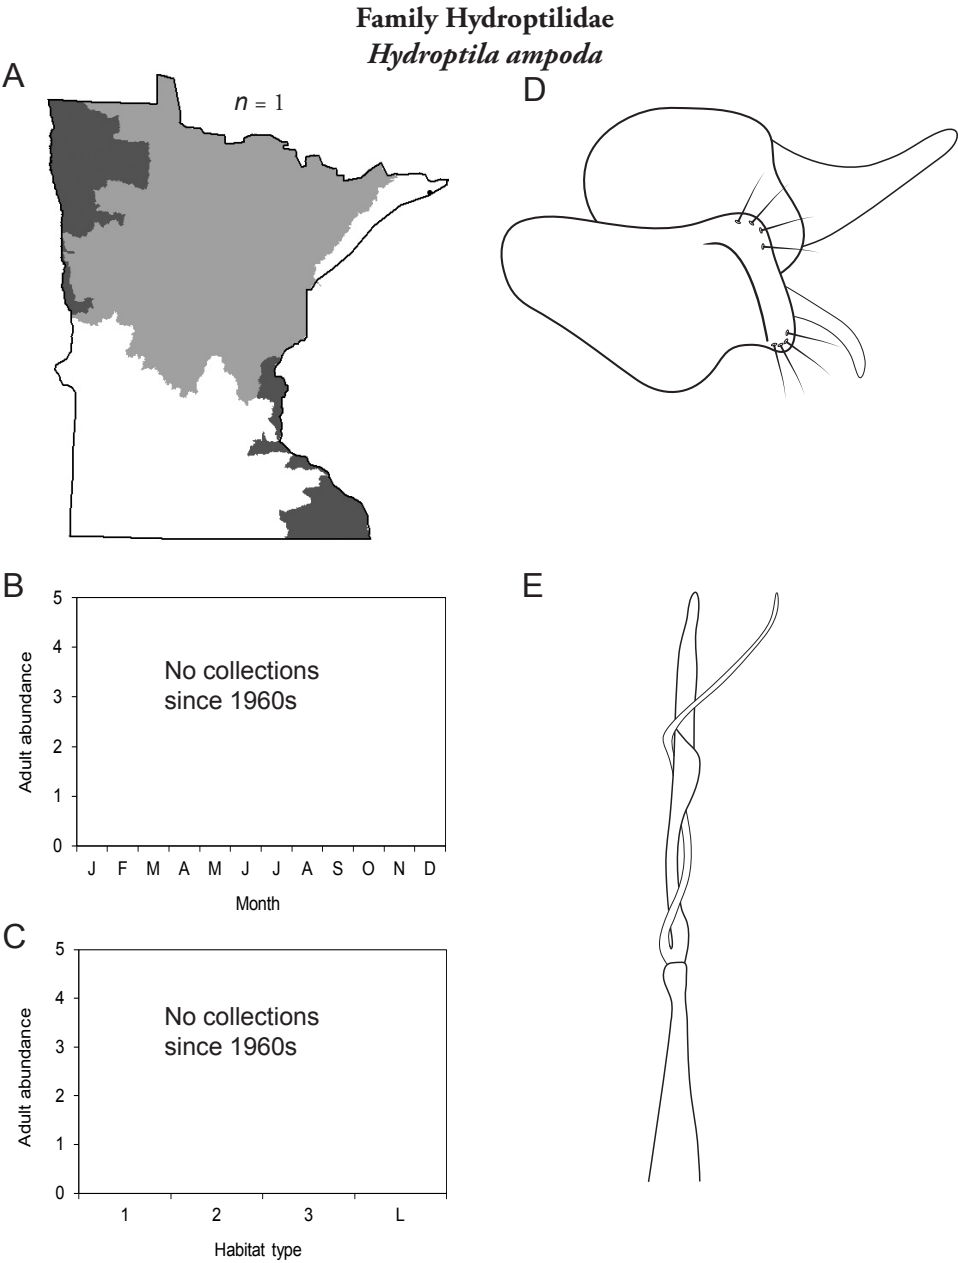 Family Hydroptilidae
Hydroptila ampoda
A
n = 1
D
B
5
4
3
2
1
0
Adult abundance
No collections
since 1960s
J F M A M J J A S O N D
Month
C
5
4
3
2
1
0
Adult abundance
No collections
since 1960s
1 2 3 L
Habitat type
E